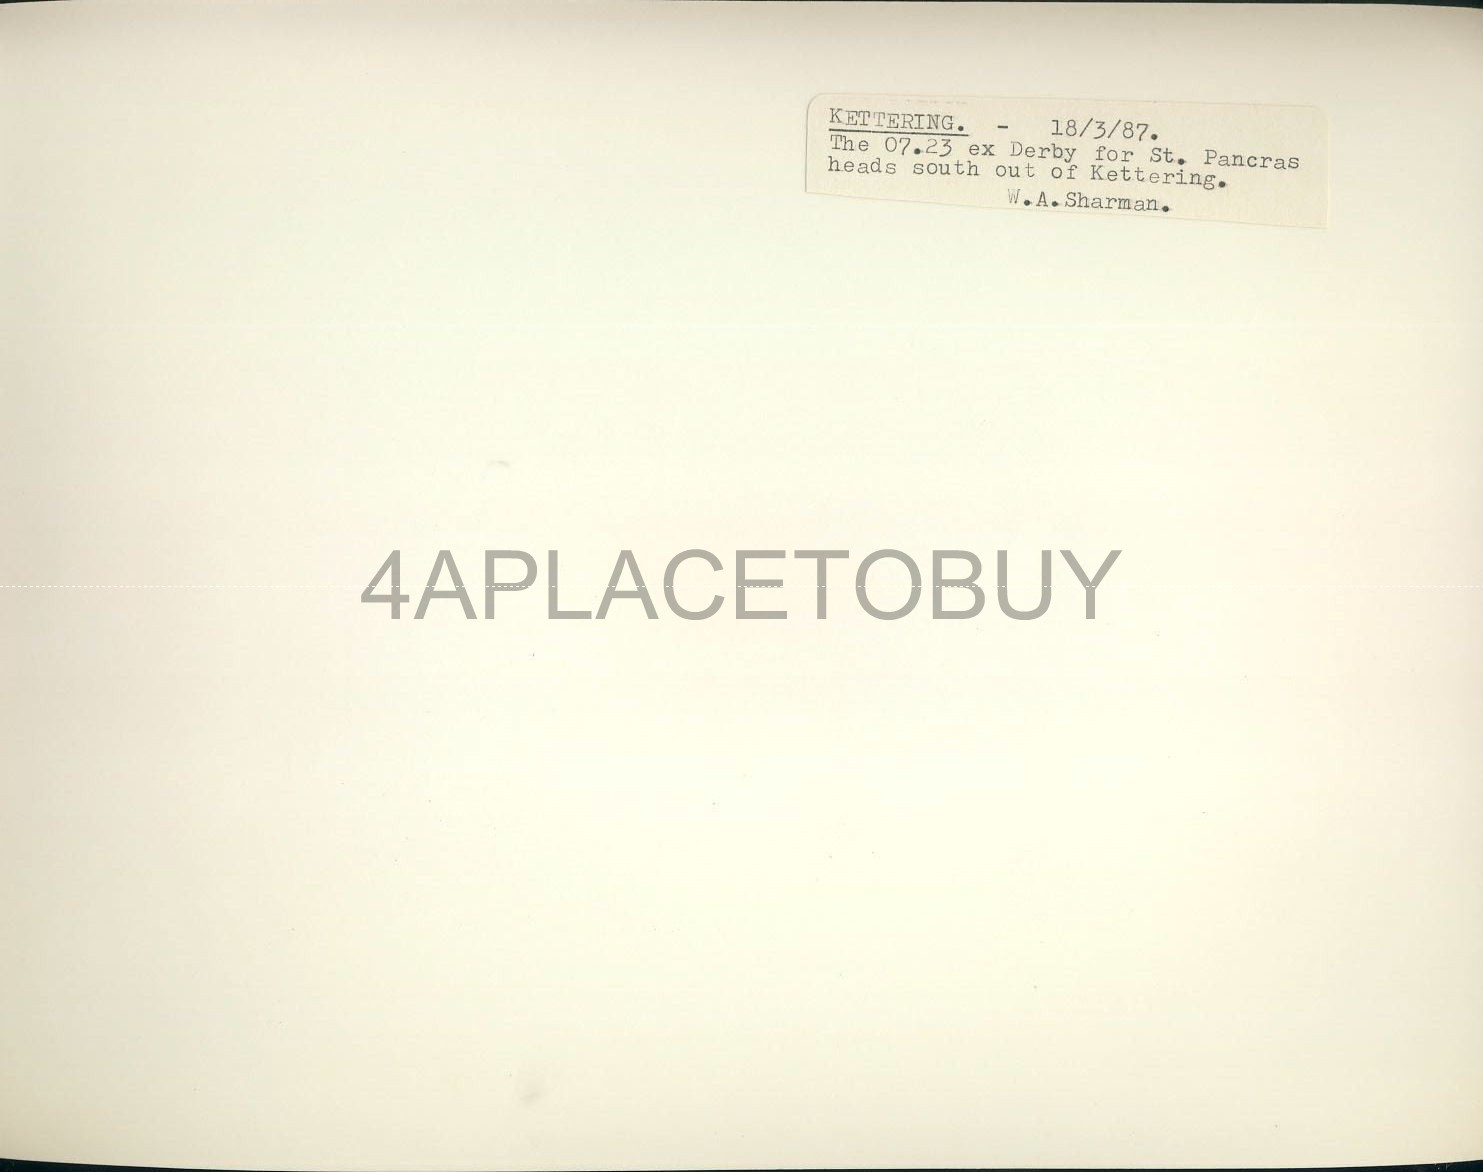 KETTERING. - 18/3/87.
The 07.23 ex Derby for St. Pancras
heads south out of Kettering.
W.A.Sharman.
4APLACETOBUY